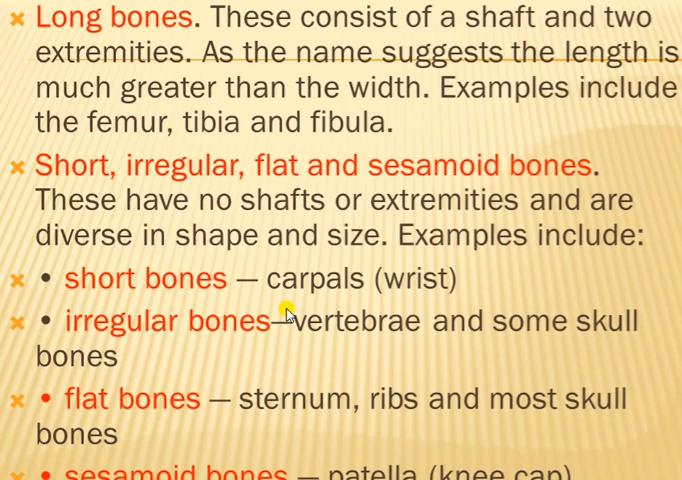 Long bones. These consist of a shaft and two
extremities. As the name suggests the length is
much greater than the width. Examples include
the femur, tibia and fibula.
Short, irregular, flat and sesamoid bones.
These have no shafts or extremities and are
diverse in shape and size. Examples include:
• short bones — carpals (wrist)
• irregular bones—vertebrae and some skull
bones
• flat bones — sternum, ribs and most skull
bones
• sesamoid bones — patella (knee cap)